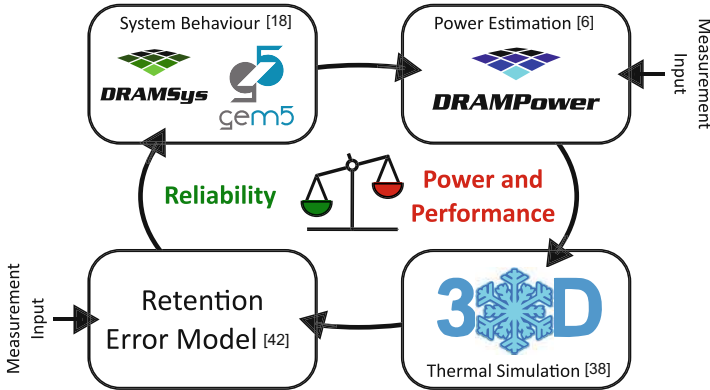 System Behaviour [18]
DRAMSys
gem5
Power Estimation [6]
DRAMPower
Measurement
Input
Reliability
Power and
Performance
Measurement
Input
Retention
Error Model [42]
3D
Thermal Simulation [38]